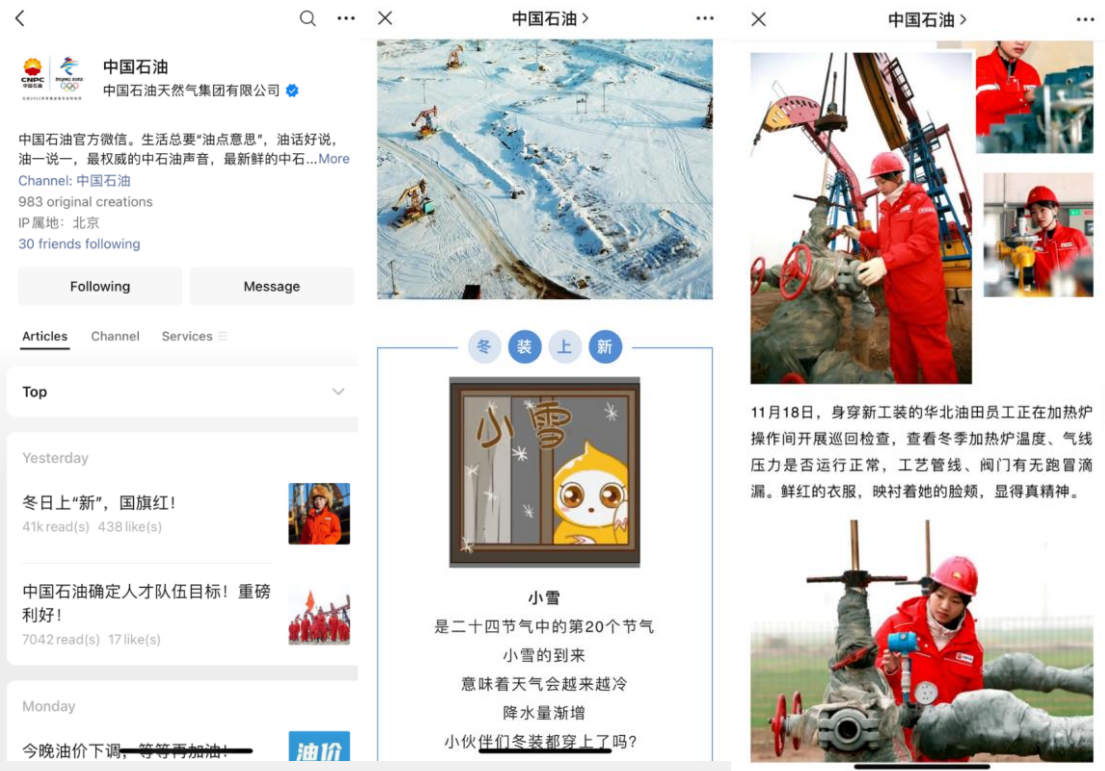 中国石油
中国石油天然气集团有限公司
CNPC
中国石油
中国石油官方微信。生活总要“油点意思”，油话好说，
油一说一，最权威的中石油声音，最新鲜的中石...More
Channel: 中国石油
983 original creations
IP属地：北京
30 friends following
Following
Message
Articles
Channel
Services
Top
Yesterday
冬日上“新”，国旗红！
41k read(s) 438 like(s)
中国石油确定人才队伍目标！重磅
利好！
7042 read(s) 17 like(s)
Monday
今晚油价下调，等等再加油！
油价
中国石油
冬装上新
小雪
小雪
是二十四节气中的第20个节气
小雪的到来
意味着天气会越来越冷
降水量渐增
小伙伴们冬装都穿上了吗？
中国石油
11月18日，身穿新工装的华北油田员工正在加热炉
操作间开展巡回检查，查看冬季加热炉温度、气线
压力是否运行正常，工艺管线、阀门有无跑冒滴
漏。鲜红的衣服，映衬着她的脸颊，显得真精神。